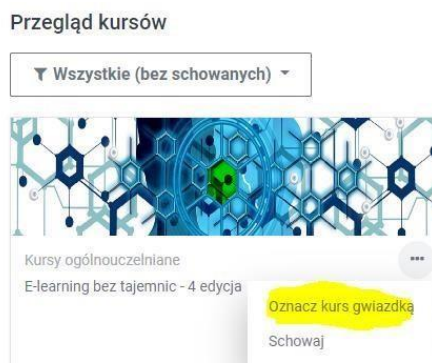 Przegląd kursów
Wszystkie (bez schowanych)
Kursy ogólnouczelniane
E-learning bez tajemnic - 4 edycja
Oznacz kurs gwiazdką
Schowaj